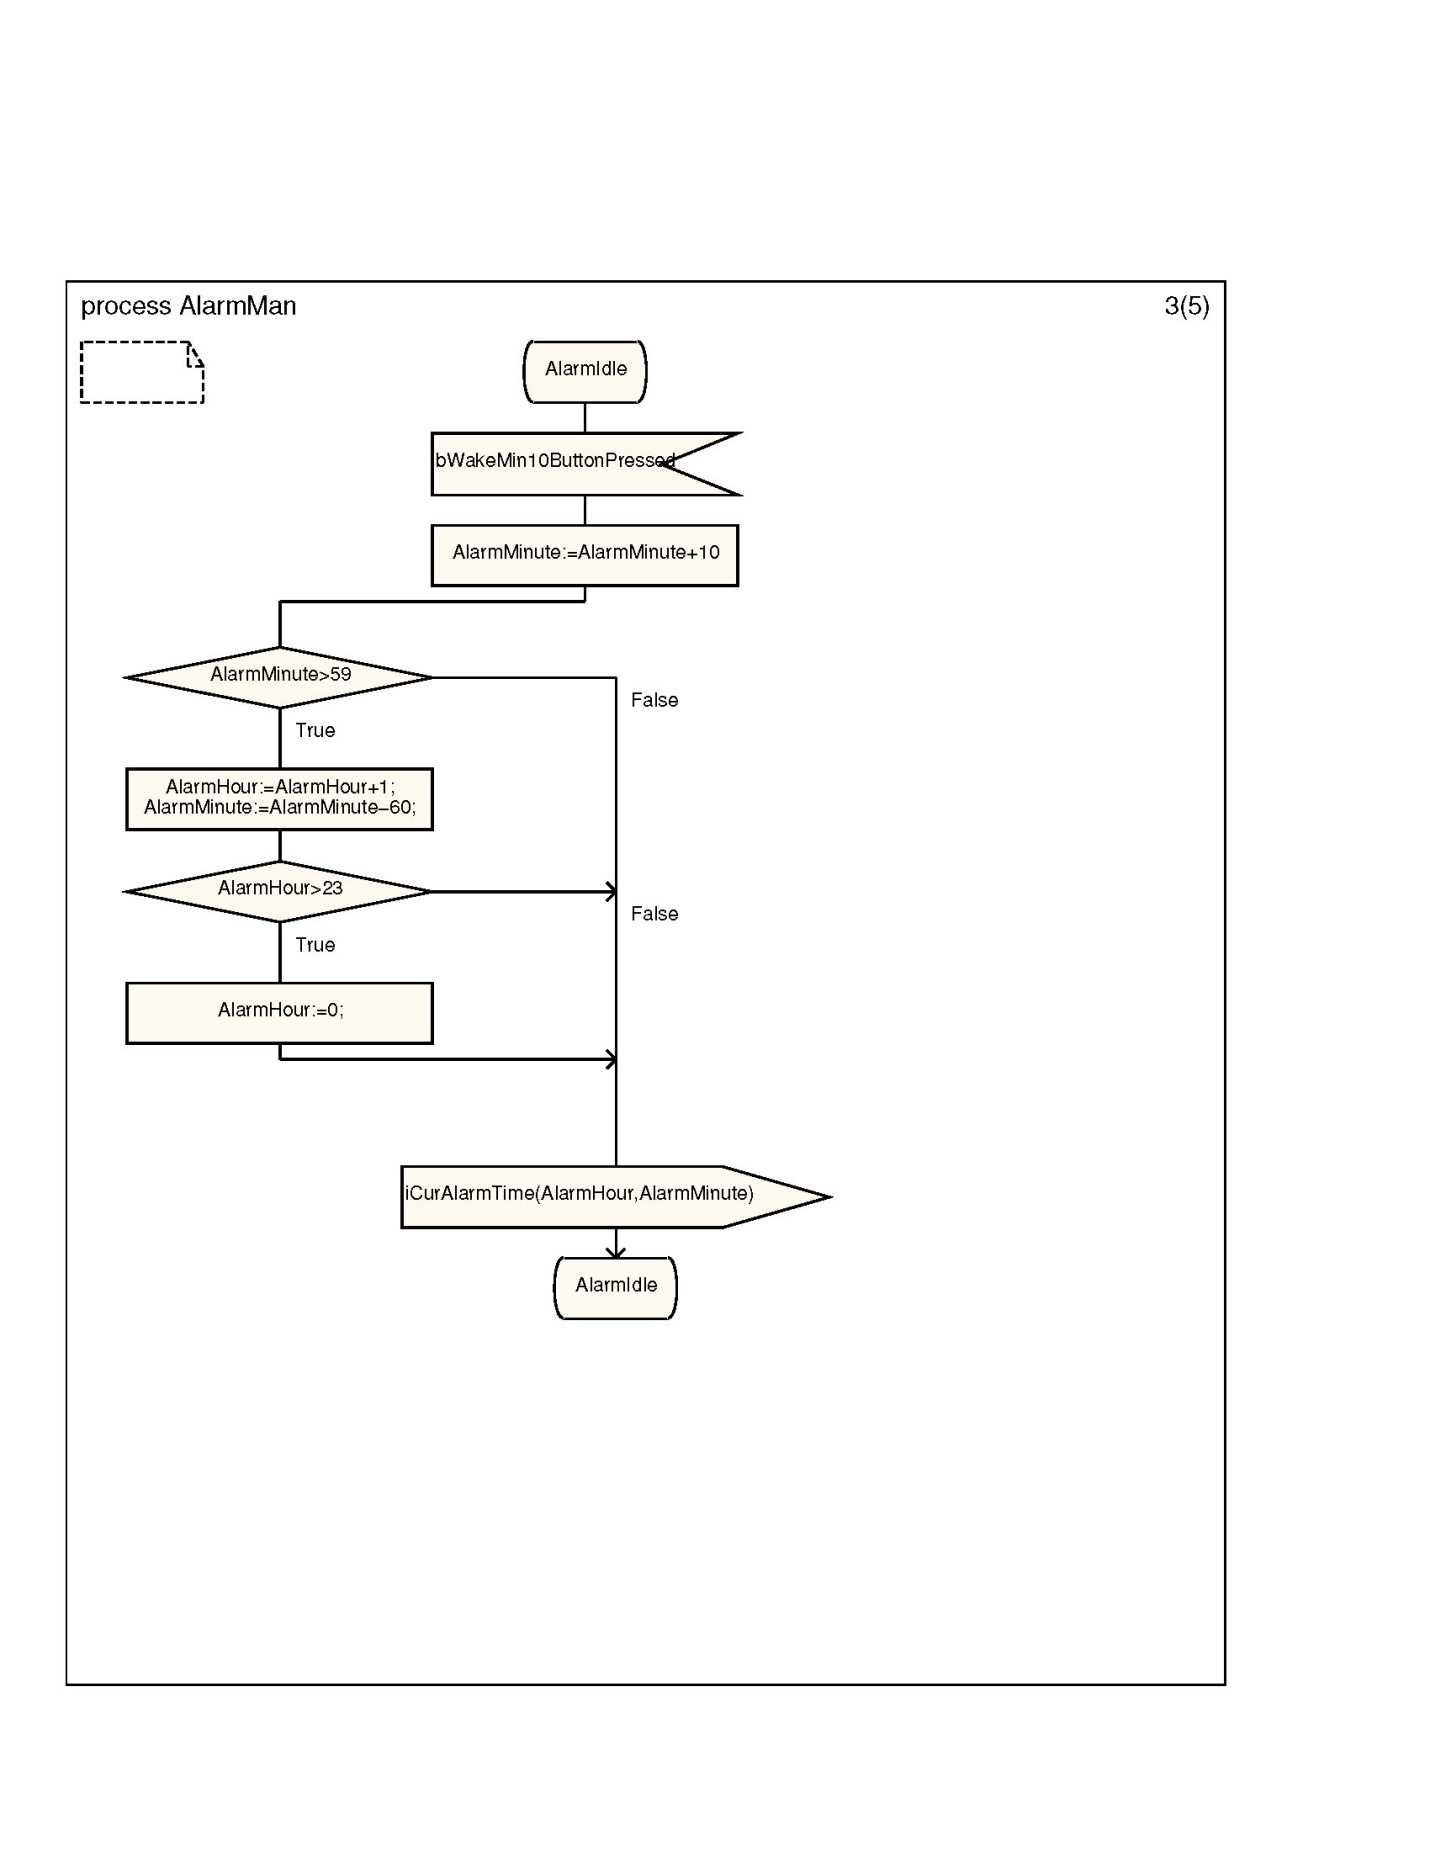 process AlarmMan
3(5)
AlarmIdle
bWakeMin10ButtonPressed
AlarmMinute:=AlarmMinute+10
AlarmMinute>59
False
True
AlarmHour:=AlarmHour+1;
AlarmMinute:=AlarmMinute−60;
AlarmHour>23
False
True
AlarmHour:=0;
iCurAlarmTime(AlarmHour,AlarmMinute)
AlarmIdle